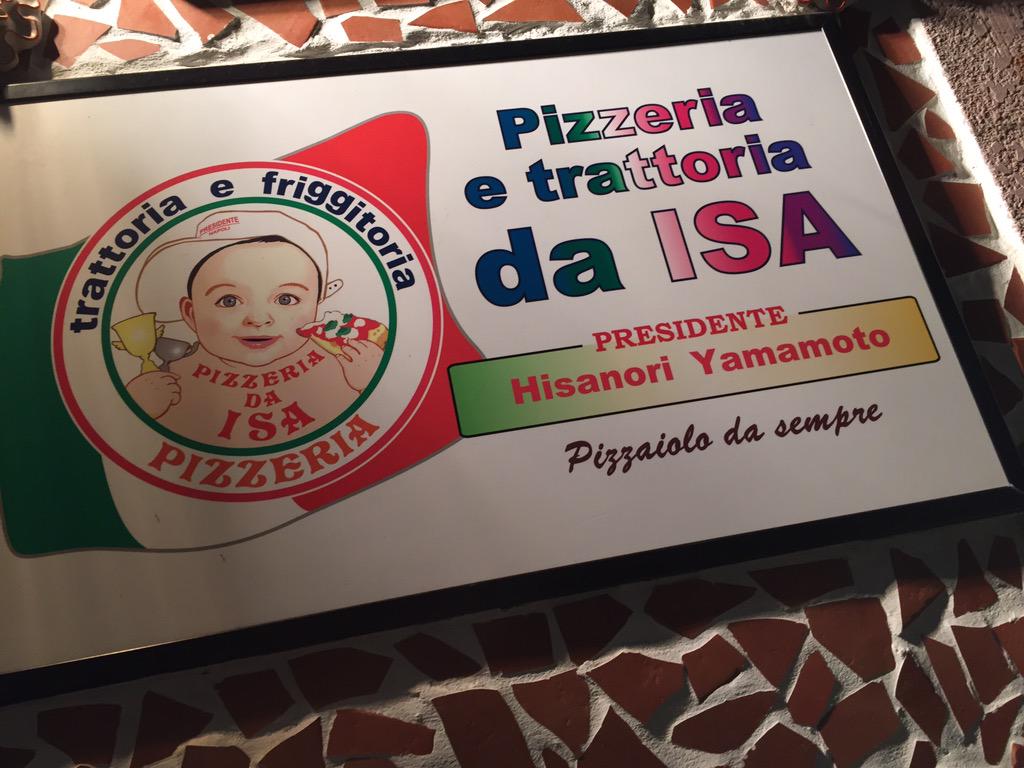 trattoria e friggitoria
PRESIDENTE
NAPOLI
PIZZERIA
DA
ISA
PIZZERIA
Pizzeria
e trattoria
da ISA
PRESIDENTE
Hisanori Yamamoto
Pizzaiolo da sempre